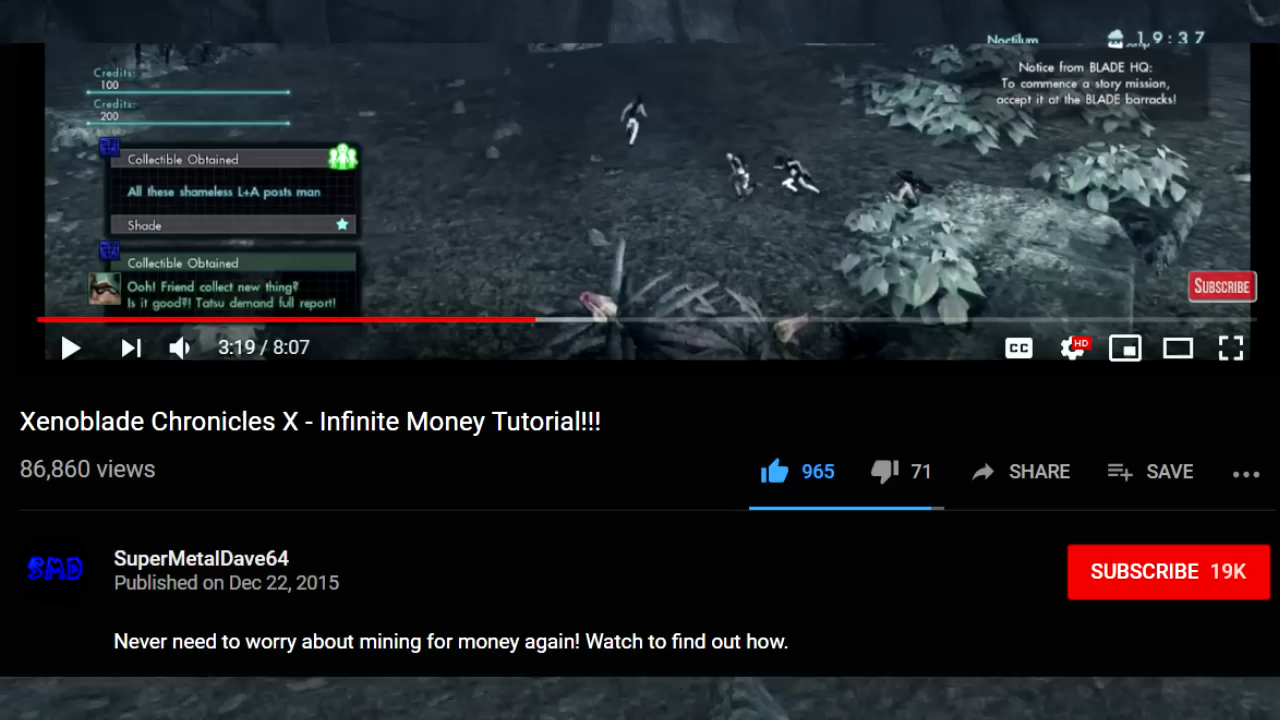 Noctilum
19:37
Credits:
100
Notice from BLADE HQ:
To commence a story mission,
accept it at the BLADE barracks!
Credits:
200
Collectible Obtained
All these shameless L+A posts man
Shade
Collectible Obtained
Ooh! Friend collect new thing?
Is it good?! Tatsu demand full report!
SUBSCRIBE
3:19 / 8:07
CC
HD
Xenoblade Chronicles X - Infinite Money Tutorial!!!
86,860 views
965
71
SHARE
SAVE
SMD
SuperMetalDave64
Published on Dec 22, 2015
SUBSCRIBE 19K
Never need to worry about mining for money again! Watch to find out how.